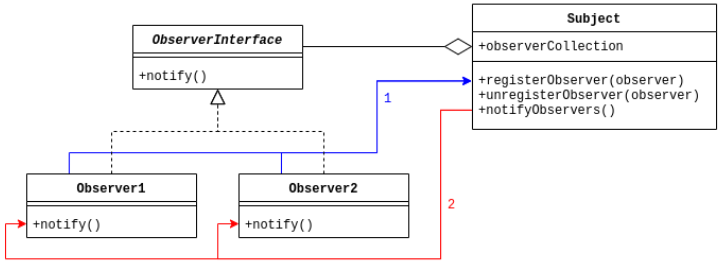 Subject
+observerCollection
+registerObserver(observer)
+unregisterObserver(observer)
+notifyObservers()
ObserverInterface
+notify()
1
Observer1
+notify()
Observer2
+notify()
2